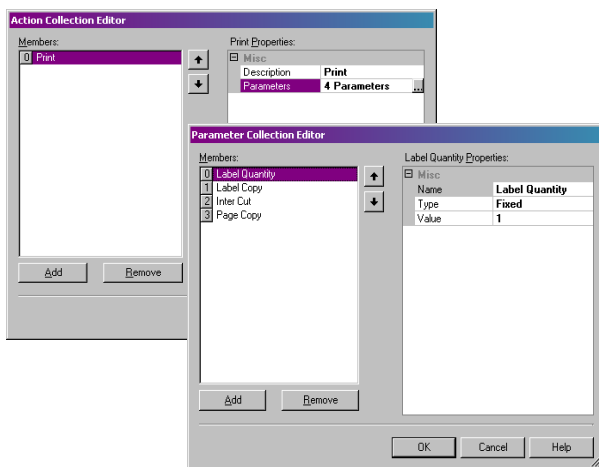 Action Collection Editor
Members:
0 Print
Print Properties:
Misc
Description Print
Parameters 4 Parameters ...
Add Remove
Parameter Collection Editor
Members:
0 Label Quantity
1 Label Copy
2 Inter Cut
3 Page Copy
Label Quantity Properties:
Misc
Name Label Quantity
Type Fixed
Value 1
Add Remove
OK Cancel Help